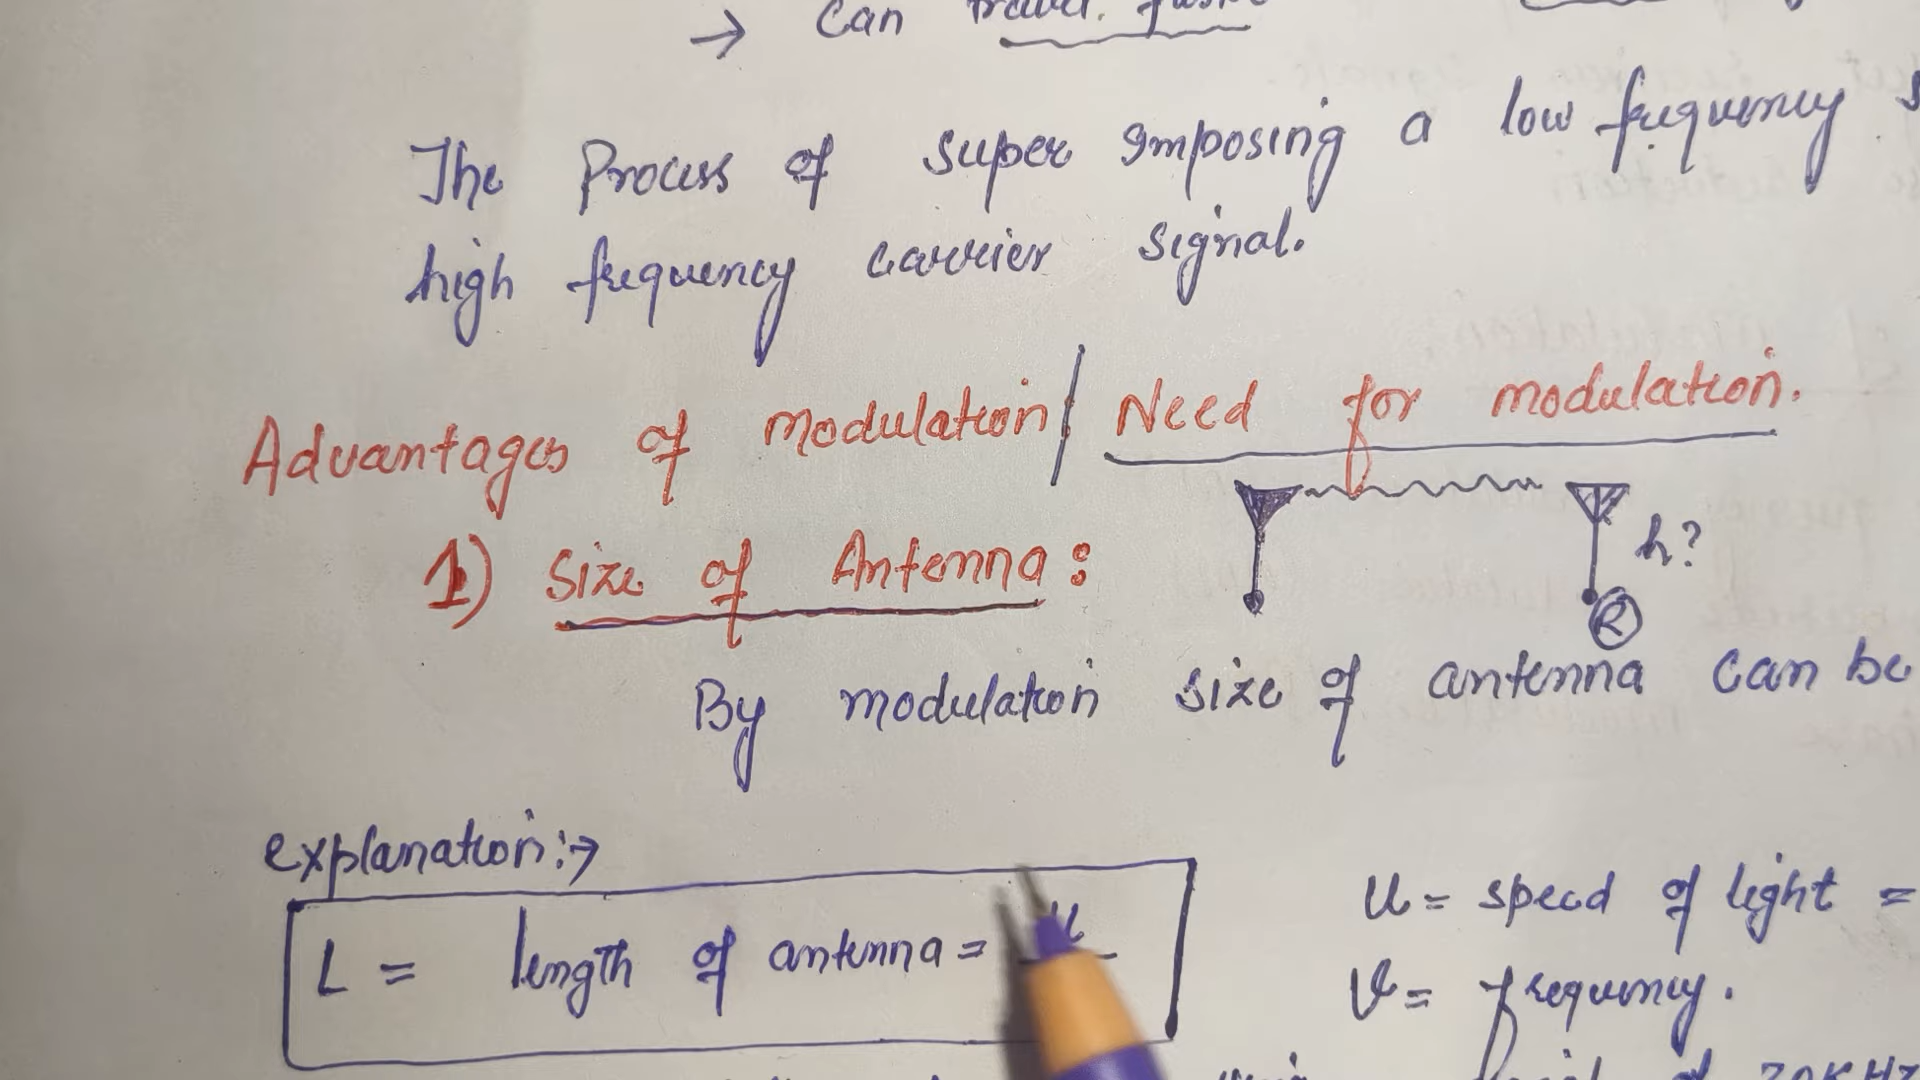 → Can travel
The Process of super Imposing a low frequency
high frequency carrier signal.
Advantages of modulation / Need for modulation.
1) Size of Antenna:
h?
R
By modulation size of antenna can be
explanation:→
L = length of antenna = u
u = speed of light =
ν = frequency.